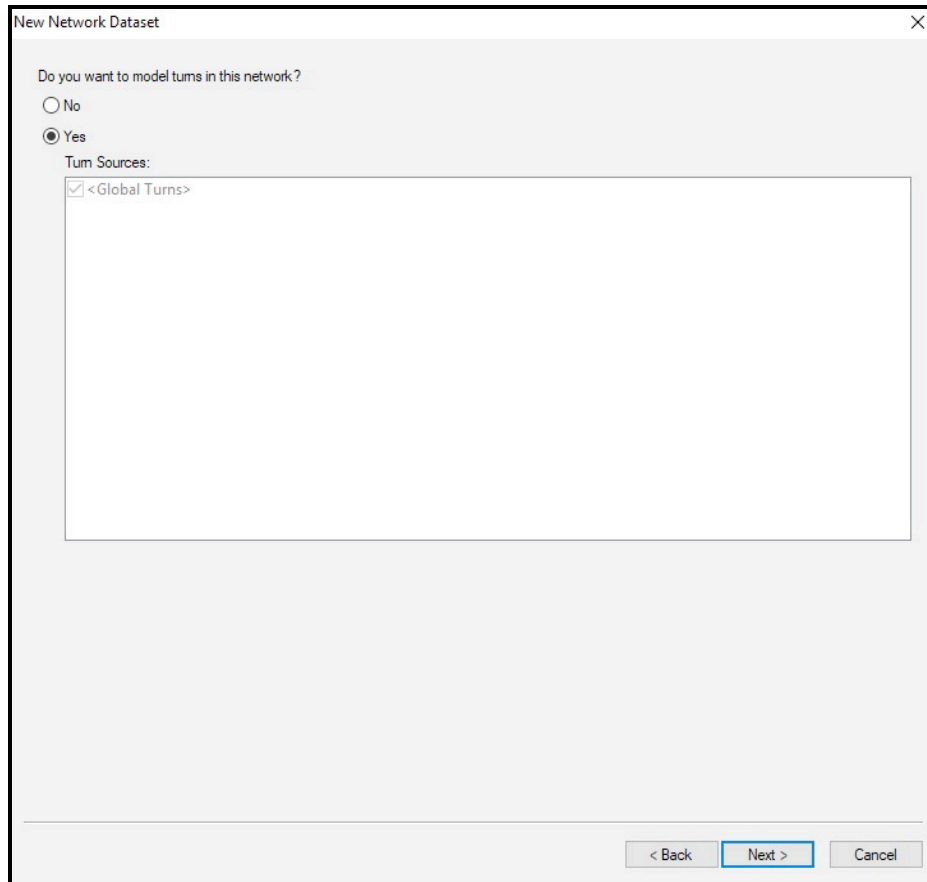 New Network Dataset
Do you want to model turns in this network?
No
Yes
Turn Sources:
<Global Turns>
< Back
Next >
Cancel